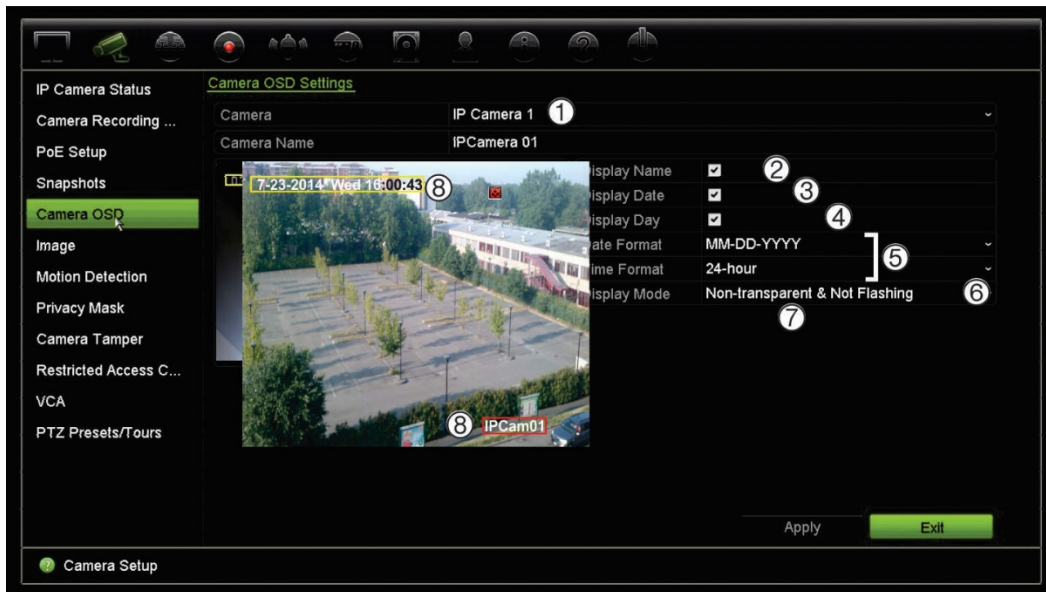 IP Camera Status
Camera Recording ...
PoE Setup
Snapshots
Camera OSD
Image
Motion Detection
Privacy Mask
Camera Tamper
Restricted Access C...
VCA
PTZ Presets/Tours
Camera OSD Settings
Camera IP Camera 1 ①
Camera Name IPCamera 01
7-23-2014 Wed 16:00:43 ⑧
isplay Name ②
isplay Date ③
isplay Day ④
ate Format MM-DD-YYYY
⑤
ime Format 24-hour
isplay Mode Non-transparent & Not Flashing ⑥
⑦
⑧ IPCam01
Apply Exit
Camera Setup